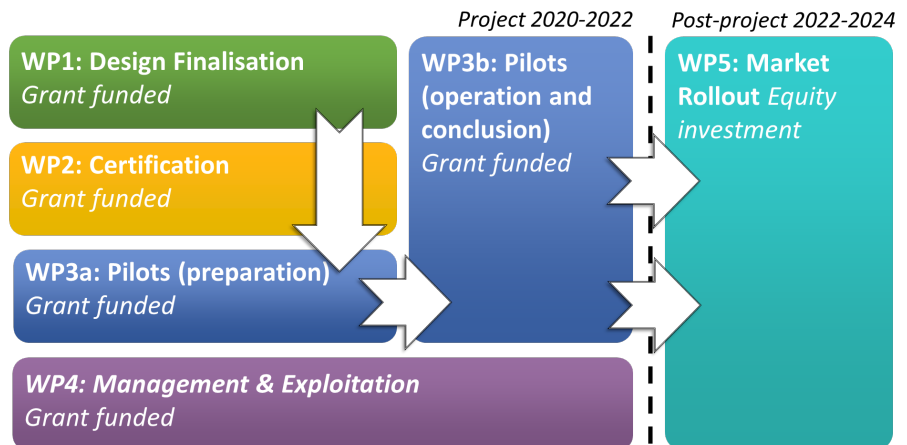 Project 2020-2022
Post-project 2022-2024
WP1: Design Finalisation
Grant funded
WP2: Certification
Grant funded
WP3a: Pilots (preparation)
Grant funded
WP3b: Pilots
(operation and
conclusion)
Grant funded
WP4: Management & Exploitation
Grant funded
WP5: Market
Rollout Equity
investment